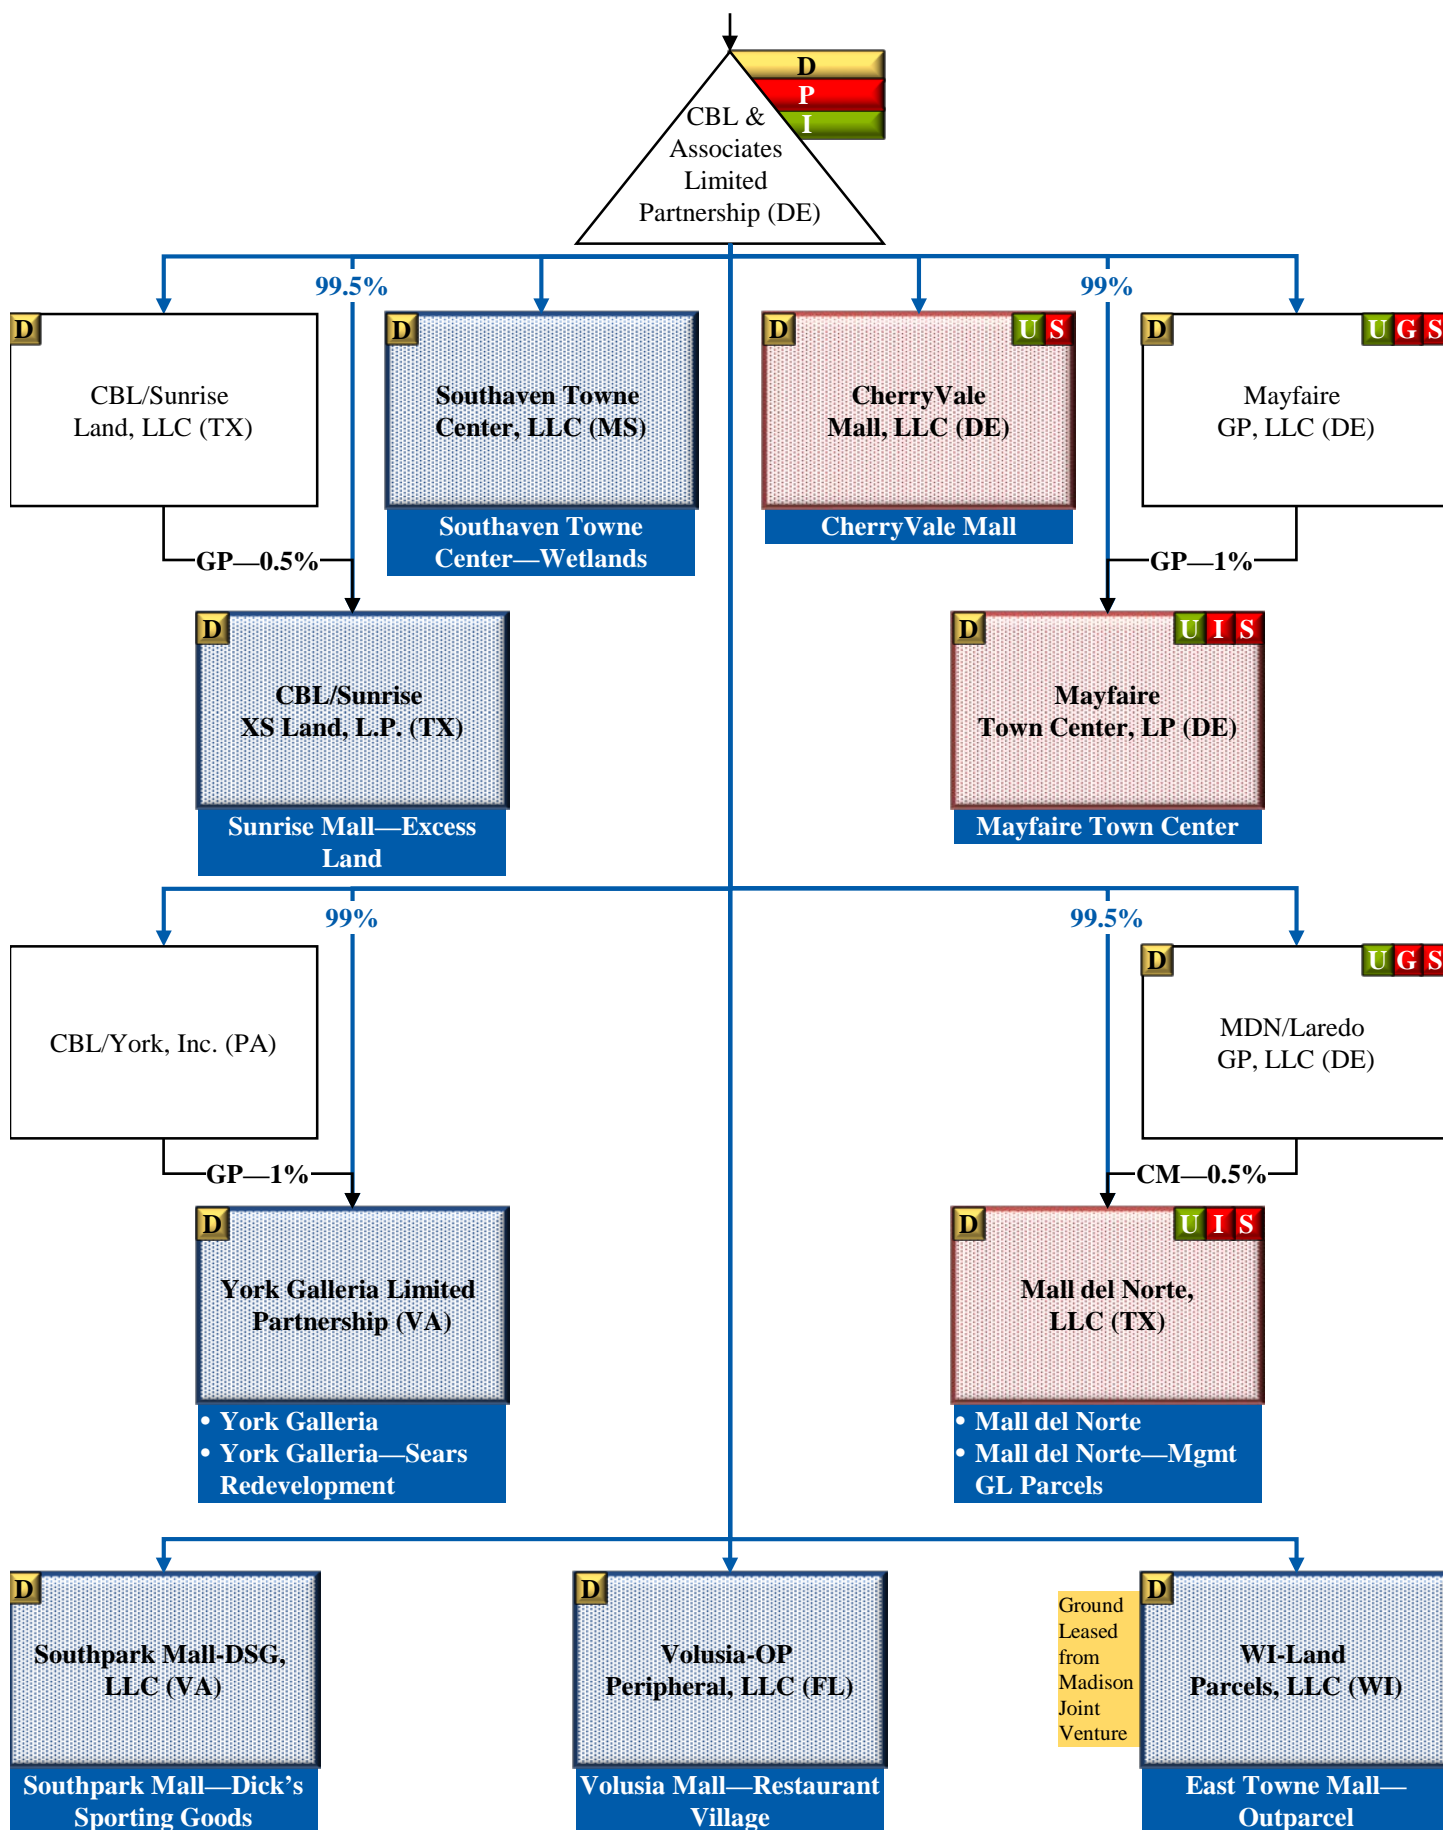 D
P
I
CBL &
Associates
Limited
Partnership (DE)
99.5%
99%
D
CBL/Sunrise
Land, LLC (TX)
D
Southaven Towne
Center, LLC (MS)
Southaven Towne
Center—Wetlands
D
U S
CherryVale
Mall, LLC (DE)
CherryVale Mall
D
U G S
Mayfaire
GP, LLC (DE)
GP—0.5%
GP—1%
D
CBL/Sunrise
XS Land, L.P. (TX)
Sunrise Mall—Excess
Land
D
U I S
Mayfaire
Town Center, LP (DE)
Mayfaire Town Center
99%
99.5%
CBL/York, Inc. (PA)
D
U G S
MDN/Laredo
GP, LLC (DE)
GP—1%
CM—0.5%
D
York Galleria Limited
Partnership (VA)
• York Galleria
• York Galleria—Sears
Redevelopment
D
U I S
Mall del Norte,
LLC (TX)
• Mall del Norte
• Mall del Norte—Mgmt
GL Parcels
D
Southpark Mall-DSG,
LLC (VA)
Southpark Mall—Dick's
Sporting Goods
D
Volusia-OP
Peripheral, LLC (FL)
Volusia Mall—Restaurant
Village
Ground
Leased
from
Madison
Joint
Venture
D
WI-Land
Parcels, LLC (WI)
East Towne Mall—
Outparcel